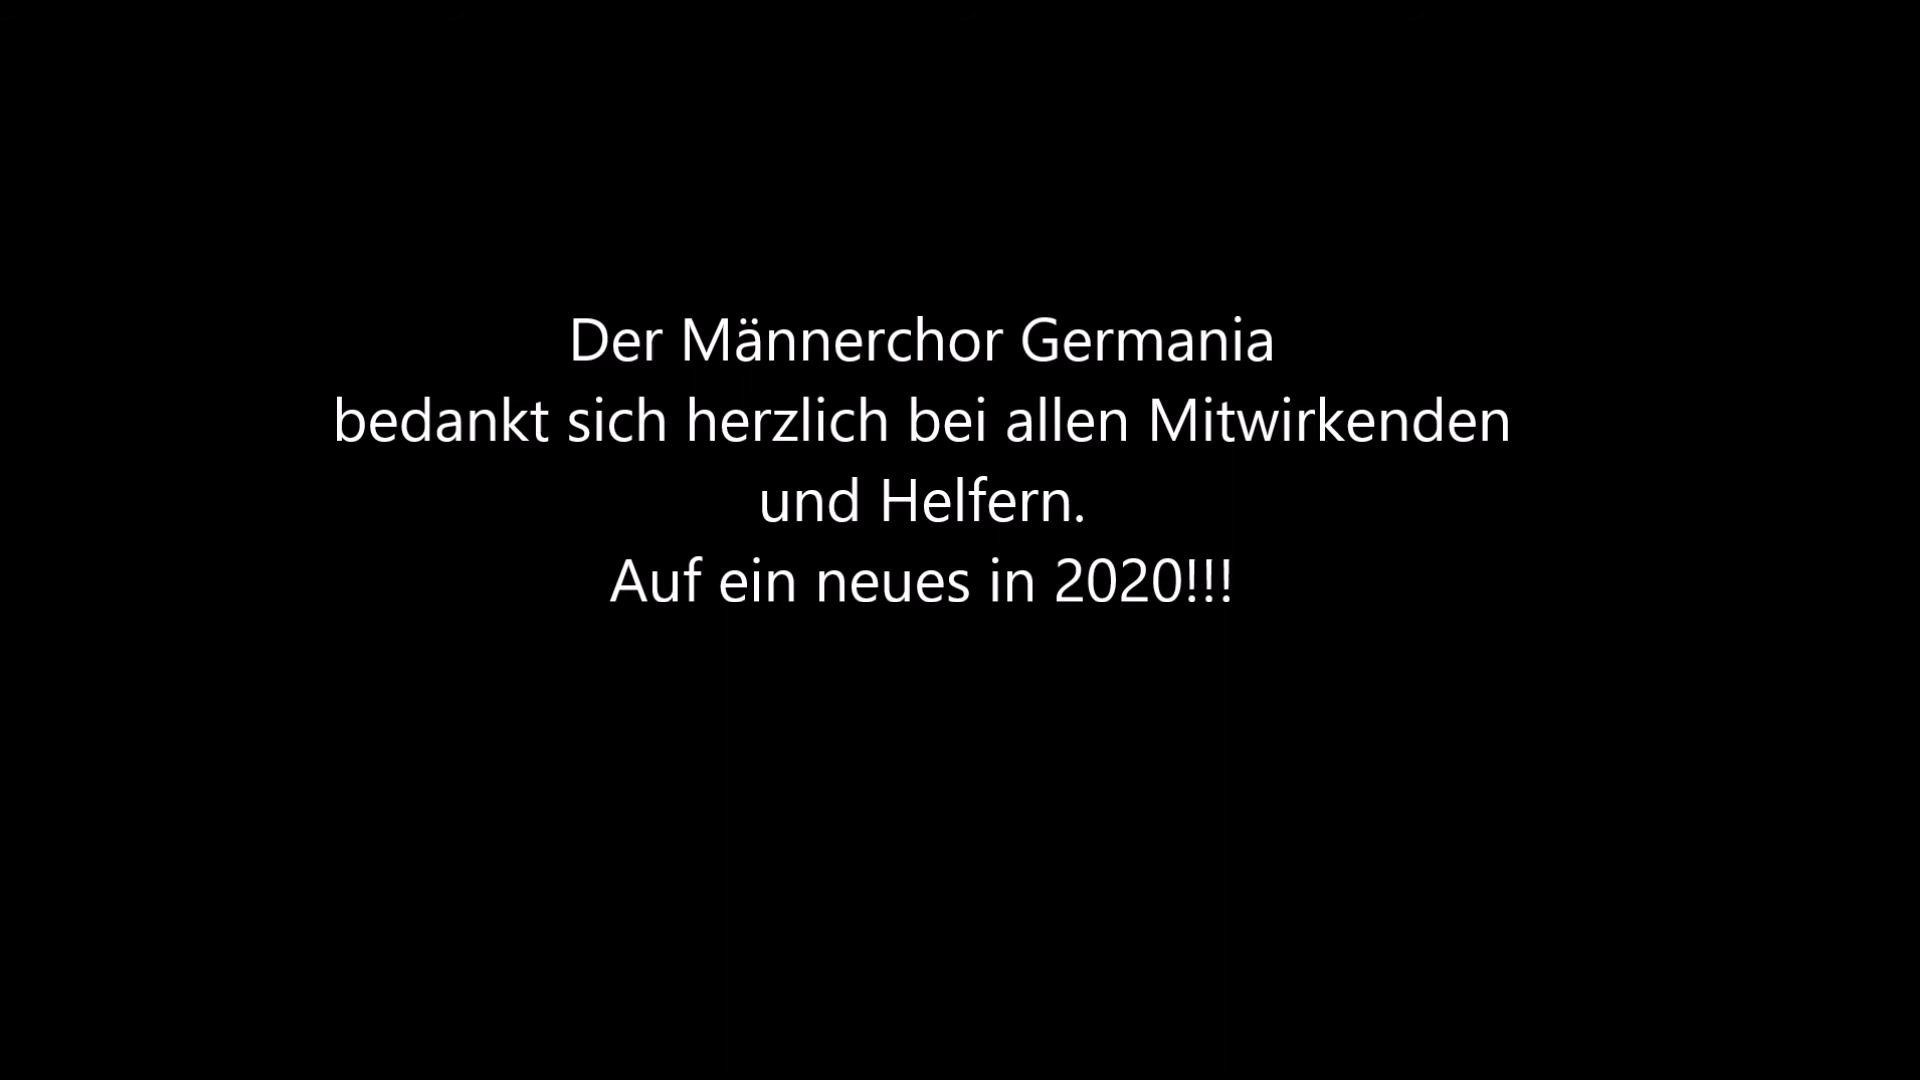 Der Männerchor Germania
bedankt sich herzlich bei allen Mitwirkenden
und Helfern.
Auf ein neues in 2020!!!